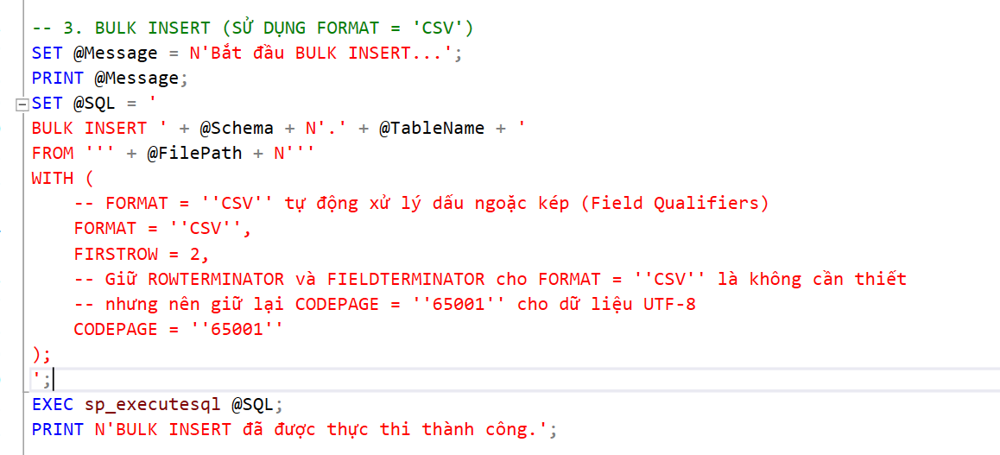 -- 3. BULK INSERT (SỬ DỤNG FORMAT = 'CSV')
SET @Message = N'Bắt đầu BULK INSERT...';
PRINT @Message;
SET @SQL = '
BULK INSERT ' + @Schema + N'.' + @TableName + '
FROM ''' + @FilePath + N'''
WITH (
    -- FORMAT = ''CSV'' tự động xử lý dấu ngoặc kép (Field Qualifiers)
    FORMAT = ''CSV'',
    FIRSTROW = 2,
    -- Giữ ROWTERMINATOR và FIELDTERMINATOR cho FORMAT = ''CSV'' là không cần thiết
    -- nhưng nên giữ lại CODEPAGE = ''65001'' cho dữ liệu UTF-8
    CODEPAGE = ''65001''
);
';
EXEC sp_executesql @SQL;
PRINT N'BULK INSERT đã được thực thi thành công.';